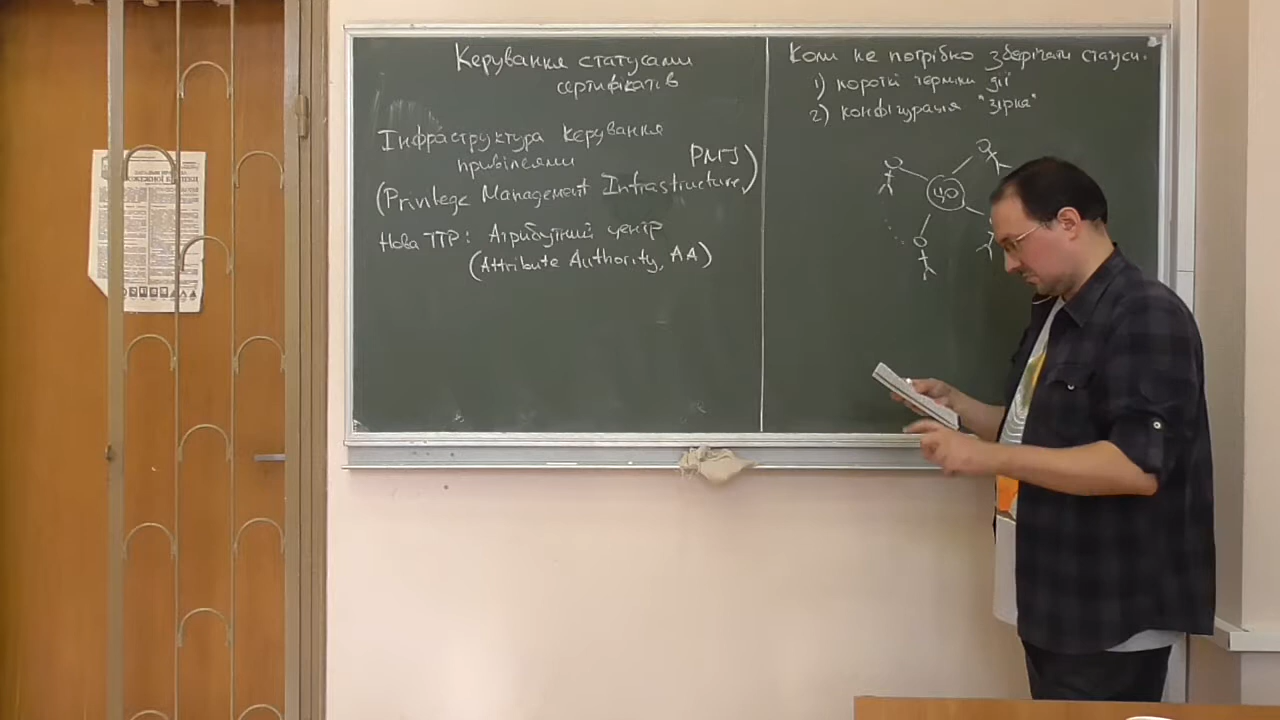 Керування статусами
сертифікатів
Інфраструктура керування
привілеями
(Privilege Management Infrastructure, PMI)
Нова ТТР: Атрибутний центр
(Attribute Authority, AA)
Коли не потрібно зберігати статуси.
1) короткі терміни дії
2) конфігурація "зірка"
ЦО